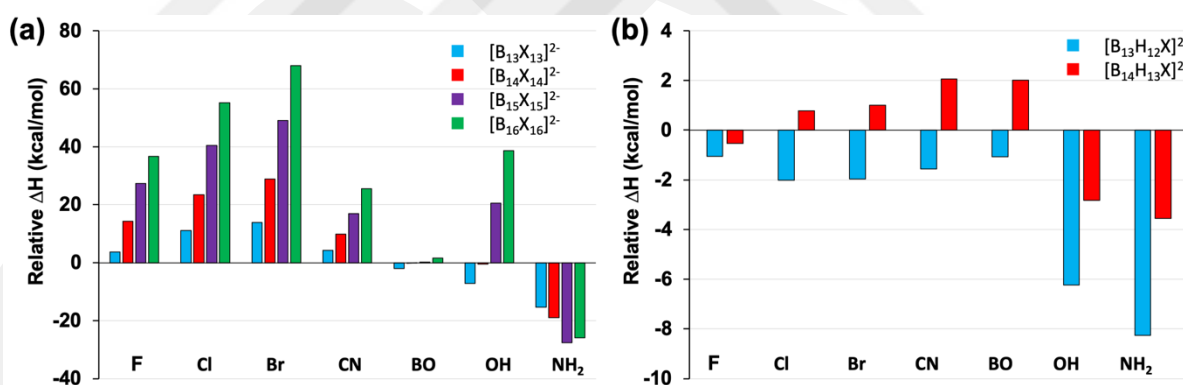 (a)
Relative ΔH (kcal/mol)
80
60
40
20
0
-20
-40
[B13X13]2-
[B14X14]2-
[B15X15]2-
[B16X16]2-
F Cl Br CN BO OH NH2
(b)
Relative ΔH (kcal/mol)
4
2
0
-2
-4
-6
-8
-10
[B13H12X]2
[B14H13X]2
F Cl Br CN BO OH NH2